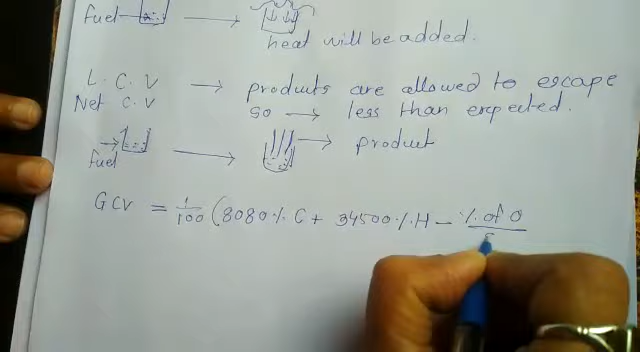 fuel
heat will be added.
L. C. V → products are allowed to escape
Net C. V so → less than expected.
fuel → product
GCV = 1/100 (8080 % C + 34500 % H - % of O